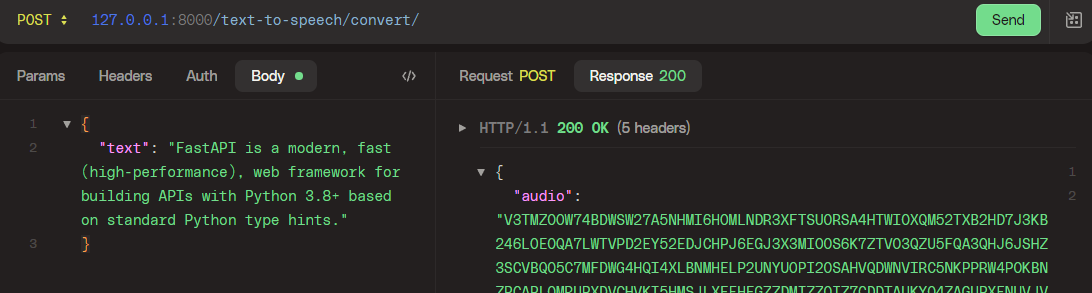 POST 127.0.0.1:8000/text-to-speech/convert/ Send
Params Headers Auth Body </>
Request POST Response 200
1 {
2 "text": "FastAPI is a modern, fast
(high-performance), web framework for
building APIs with Python 3.8+ based
on standard Python type hints."
3 }
HTTP/1.1 200 OK (5 headers)
{ 1
"audio": 2
"V3TMZOOW74BDWSW27A5NHMI6HOMLNDR3XFTSUORSA4HTWIOXQM52TXB2HD7J3KB
246LOEOQA7LWTVPD2EY52EDJCHPJ6EGJ3X3MIOOS6K7ZTVO3QZU5FQA3QHJ6JSHZ
3SCVBQO5C7MFDWG4HQI4XLBNMHELP2UNYUOPI2OSAHVQDWNVIRC5NKPPRW4POKBN